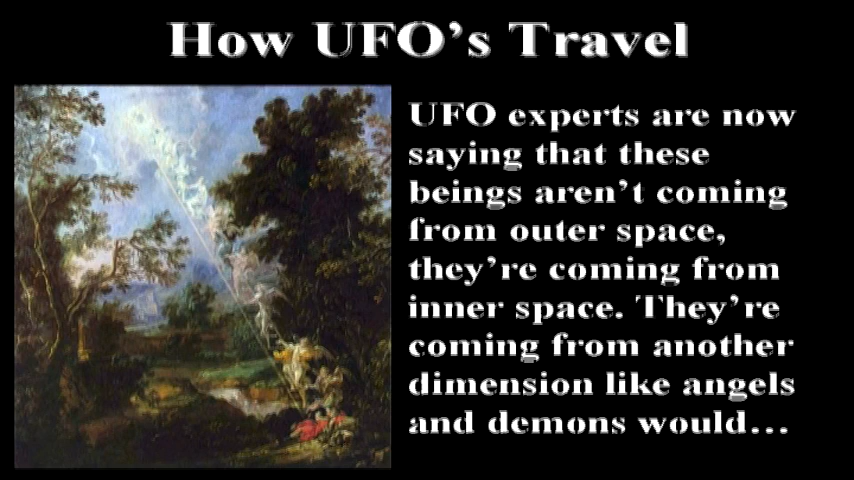 How UFO’s Travel
UFO experts are now
saying that these
beings aren’t coming
from outer space,
they’re coming from
inner space. They’re
coming from another
dimension like angels
and demons would...